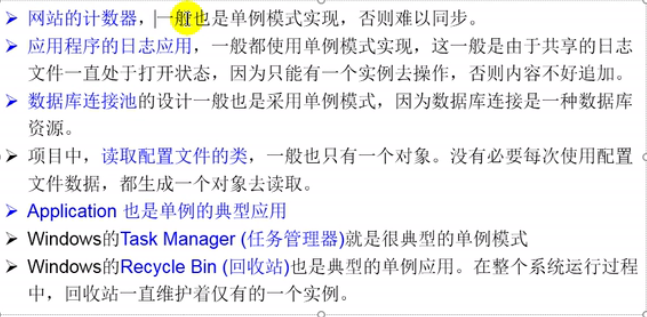 网站的计数器，一般也是单例模式实现，否则难以同步。
应用程序的日志应用，一般都使用单例模式实现，这一般是由于共享的日志
文件一直处于打开状态，因为只能有一个实例去操作，否则内容不好追加。
数据库连接池的设计一般也是采用单例模式，因为数据库连接是一种数据库
资源。
项目中，读取配置文件的类，一般也只有一个对象。没有必要每次使用配置
文件数据，都生成一个对象去读取。
Application 也是单例的典型应用
Windows的Task Manager (任务管理器)就是很典型的单例模式
Windows的Recycle Bin (回收站)也是典型的单例应用。在整个系统运行过程
中，回收站一直维护着仅有的一个实例。